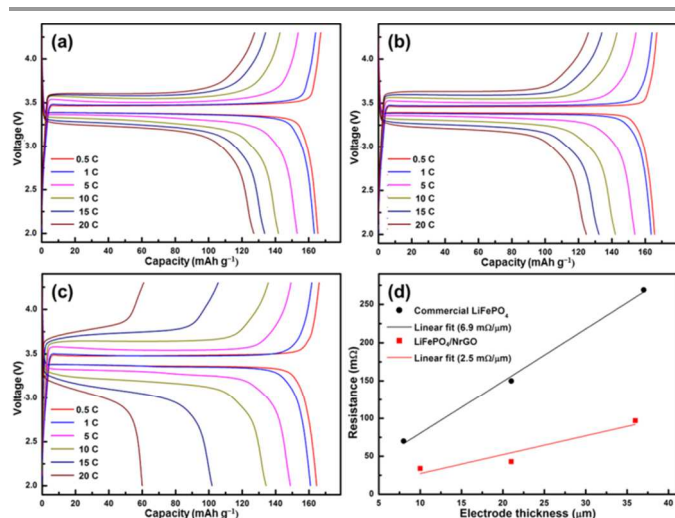 (a)
4.0
3.5
3.0
2.5
2.0
Voltage (V)
0.5 C
1 C
5 C
10 C
15 C
20 C
0 20 40 60 80 100 120 140 160
Capacity (mAh g⁻¹)
(b)
4.0
3.5
3.0
2.5
2.0
Voltage (V)
0.5 C
1 C
5 C
10 C
15 C
20 C
0 20 40 60 80 100 120 140 160
Capacity (mAh g⁻¹)
(c)
4.0
3.5
3.0
2.5
2.0
Voltage (V)
0.5 C
1 C
5 C
10 C
15 C
20 C
0 20 40 60 80 100 120 140 160
Capacity (mAh g⁻¹)
(d)
250
200
150
100
50
0
Resistance (mΩ)
Commercial LiFePO₄
Linear fit (6.9 mΩ/μm)
LiFePO₄/NrGO
Linear fit (2.5 mΩ/μm)
5 10 15 20 25 30 35 40
Electrode thickness (μm)